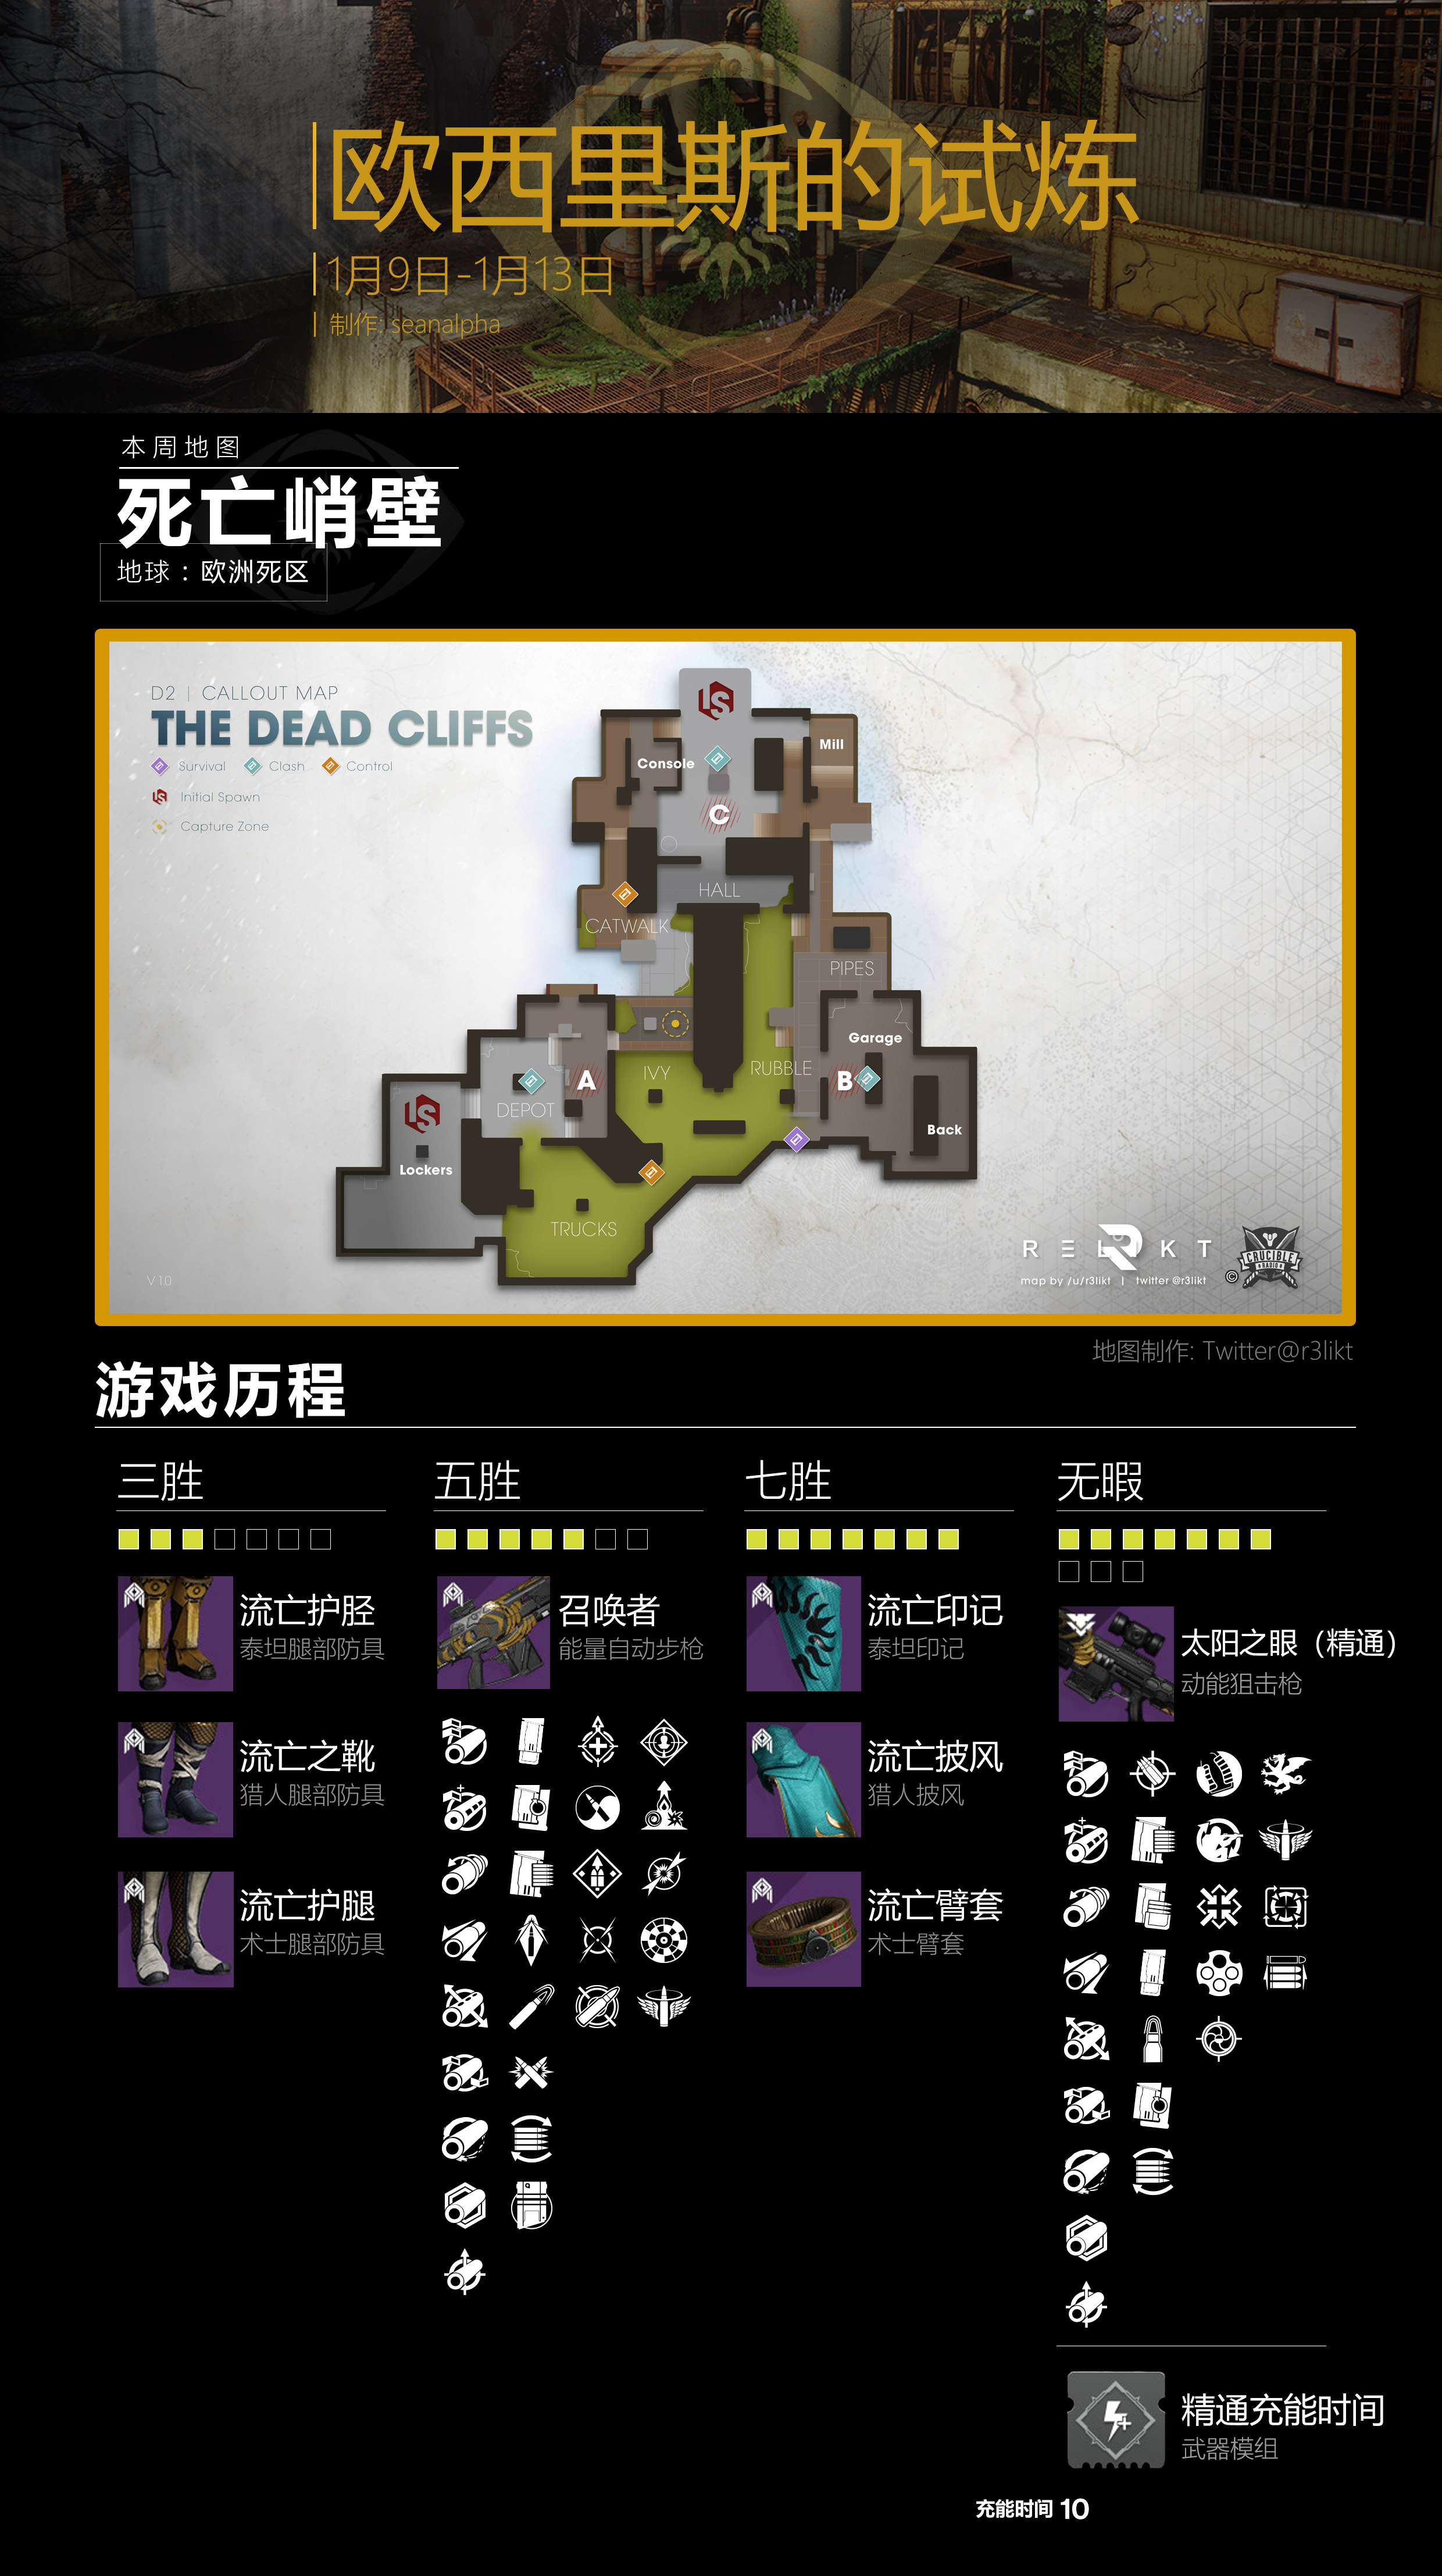 欧西里斯的试炼
1月9日-1月13日
制作: seanalpha
本周地图
死亡峭壁
地球：欧洲死区
D2 | CALLOUT MAP
THE DEAD CLIFFS
Survival Clash Control
Initial Spawn
Capture Zone
Mill
Console
C
HALL
CATWALK
PIPES
Garage
IVY
RUBBLE
A
B
DEPOT
Back
Lockers
TRUCKS
RELIKT
map by /u/r3likt | twitter @r3likt
CRUCIBLE
RADIO
©
V 1.0
地图制作: Twitter@r3likt
游戏历程
三胜
流亡护胫
泰坦腿部防具
流亡之靴
猎人腿部防具
流亡护腿
术士腿部防具
五胜
召唤者
能量自动步枪
七胜
流亡印记
泰坦印记
流亡披风
猎人披风
流亡臂套
术士臂套
无暇
太阳之眼（精通）
动能狙击枪
精通充能时间
武器模组
充能时间 10